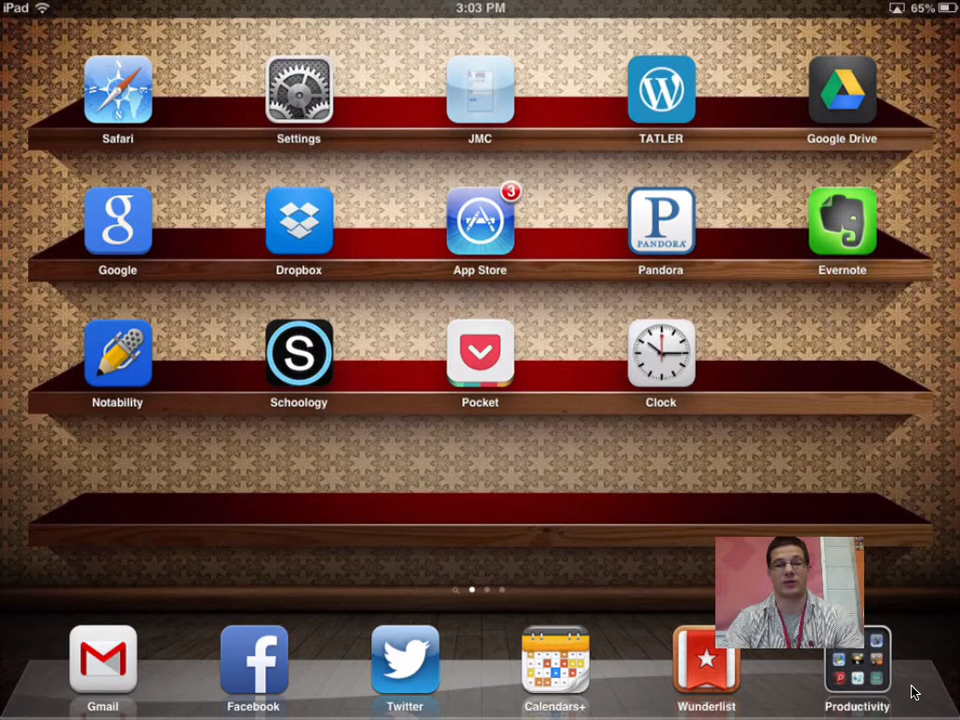 iPad 3:03 PM 65%
Safari Settings JMC TATLER Google Drive
g P PANDORA 3
Google Dropbox App Store Pandora Evernote
S
Notability Schoology Pocket Clock
Gmail Facebook Twitter Calendars+ Wunderlist Productivity